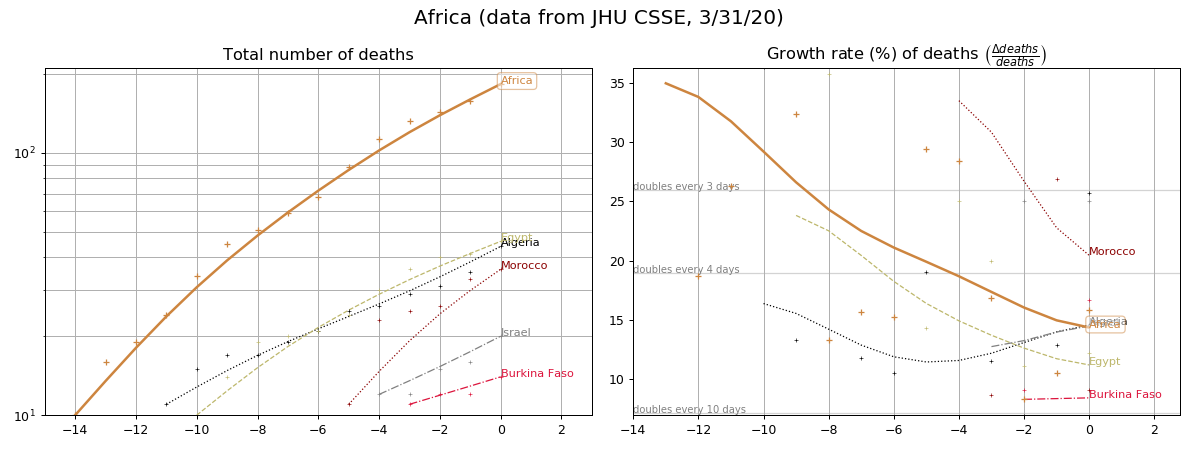 Africa (data from JHU CSSE, 3/31/20)
Total number of deaths
10²
10¹
−14 −12 −10 −8 −6 −4 −2 0 2
Africa
Egypt
Algeria
Morocco
Israel
Burkina Faso
Growth rate (%) of deaths (Δdeaths/deaths)
35
30
25
20
15
10
−14 −12 −10 −8 −6 −4 −2 0 2
doubles every 3 days
doubles every 4 days
doubles every 10 days
Morocco
Algeria
Africa
Egypt
Burkina Faso